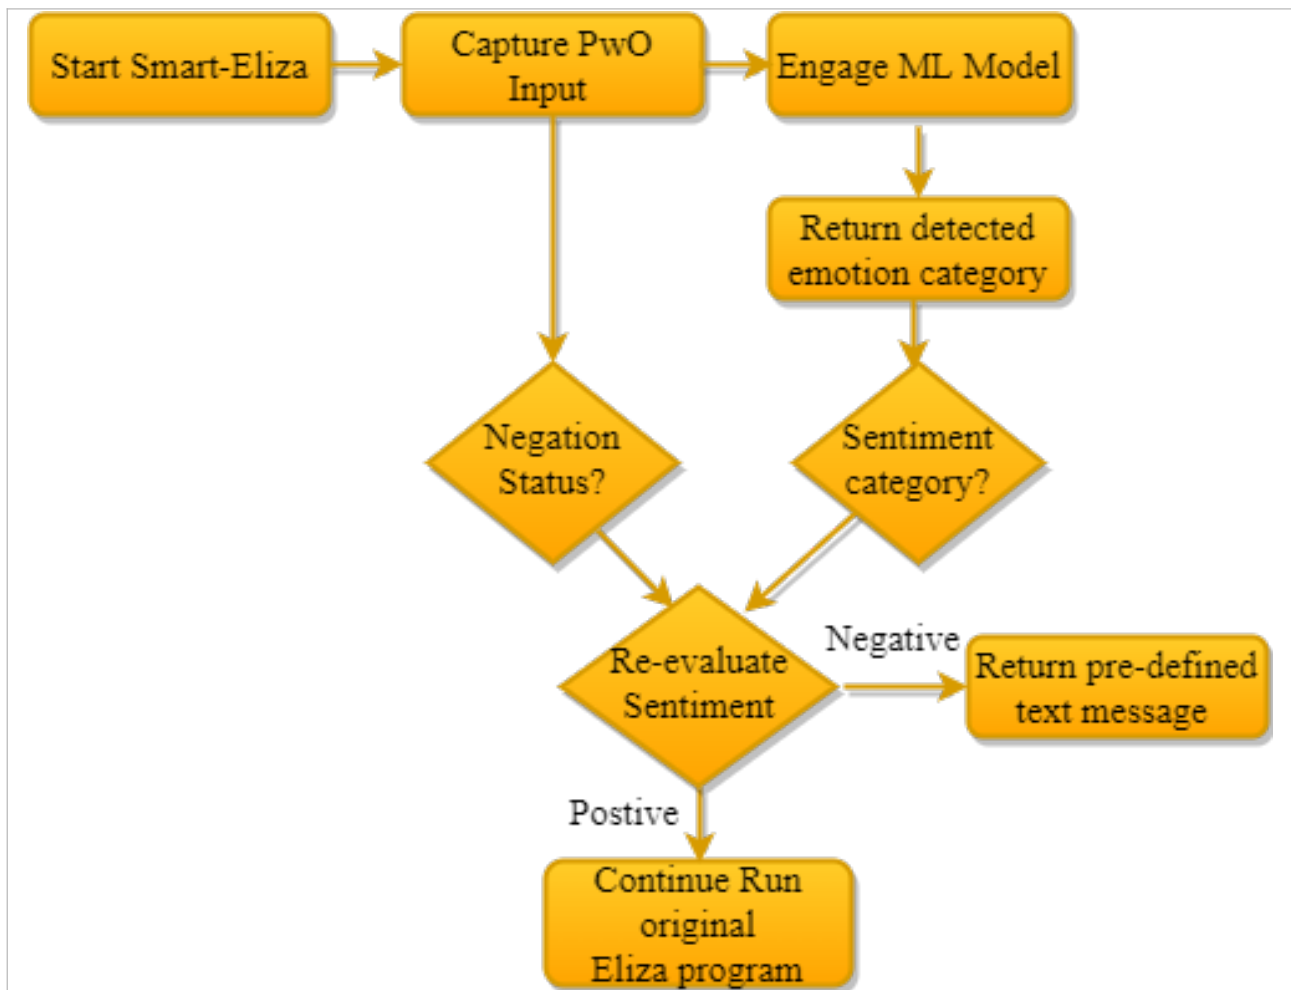 Start Smart-Eliza
Capture PwO
Input
Engage ML Model
Return detected
emotion category
Negation
Status?
Sentiment
category?
Re-evaluate
Sentiment
Negative
Return pre-defined
text message
Postive
Continue Run
original
Eliza program